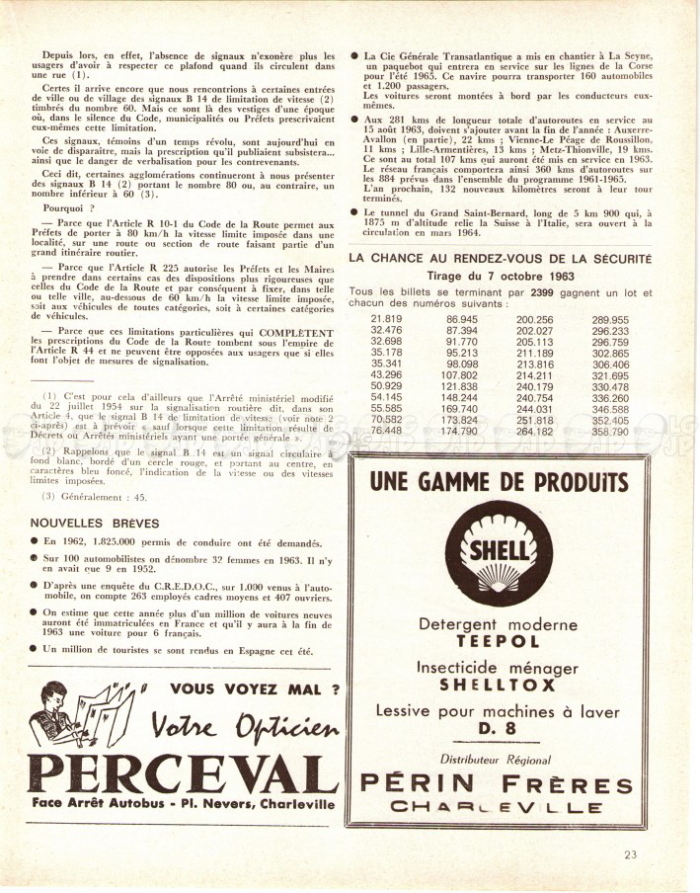 Depuis lors, en effet, l'absence de signaux n'exonère plus les
usagers d'avoir à respecter ce plafond quand ils circulent dans
une rue (1).
Certes il arrive encore que nous rencontrions à certaines entrées
de ville ou de village des signaux B 14 de limitation de vitesse (2)
timbrés du nombre 60. Mais ce sont là des vestiges d'une époque
où, dans le silence du Code, municipalités ou Préfets prescrivaient
eux-mêmes cette limitation.
Ces signaux, témoins d'un temps révolu, sont aujourd'hui en
voie de disparaître, mais la prescription qu'il publiaient subsistera...
ainsi que le danger de verbalisation pour les contrevenants.
Ceci dit, certaines agglomérations continueront à nous présenter
des signaux B 14 (2) portant le nombre 80 ou, au contraire, un
nombre inférieur à 60 (3).
Pourquoi ?
— Parce que l'Article R 10-1 du Code de la Route permet aux
Préfets de porter à 80 km/h la vitesse limite imposée dans une
localité, sur une route ou section de route faisant partie d'un
grand itinéraire routier.
— Parce que l'Article R 225 autorise les Préfets et les Maires
à prendre dans certains cas des dispositions plus rigoureuses que
celles du Code de la Route et par conséquent à fixer, dans telle
ou telle ville, au-dessous de 60 km/h la vitesse limite imposée,
soit aux véhicules de toutes catégories, soit à certaines catégories
de véhicules.
— Parce que ces limitations particulières qui COMPLÈTENT
les prescriptions du Code de la Route tombent sous l'empire de
l'Article R 44 et ne peuvent être opposées aux usagers que si elles
font l'objet de mesures de signalisation.
(1) C'est pour cela d'ailleurs que l'Arrêté ministériel modifié
du 22 juillet 1954 sur la signalisation routière dit, dans son
Article 4, que le signal B 14 de limitation de vitesse (voir note 2
ci-après) est à prévoir « sauf lorsque cette limitation résulte de
Décrets ou Arrêtés ministériels ayant une portée générale ».
(2) Rappelons que le signal B 14 est un signal circulaire à
fond blanc, bordé d'un cercle rouge, et portant au centre, en
caractères bleu foncé, l'indication de la vitesse ou des vitesses
limites imposées.
(3) Généralement : 45.
NOUVELLES BRÈVES
● En 1962, 1.825.000 permis de conduire ont été demandés.
● Sur 100 automobilistes on dénombre 32 femmes en 1963. Il n'y
en avait que 9 en 1952.
● D'après une enquête du C.R.E.D.O.C., sur 1.000 venus à l'auto-
mobile, on compte 263 employés cadres moyens et 407 ouvriers.
● On estime que cette année plus d'un million de voitures neuves
auront été immatriculées en France et qu'il y aura à la fin de
1963 une voiture pour 6 français.
● Un million de touristes se sont rendus en Espagne cet été.
VOUS VOYEZ MAL ?
Votre Opticien
PERCEVAL
Face Arrêt Autobus - Pl. Nevers, Charleville
● La Cie Générale Transatlantique a mis en chantier à La Seyne,
un paquebot qui entrera en service sur les lignes de la Corse
pour l'été 1965. Ce navire pourra transporter 160 automobiles
et 1.200 passagers.
Les voitures seront montées à bord par les conducteurs eux-
mêmes.
● Aux 281 kms de longueur totale d'autoroutes en service au
15 août 1963, doivent s'ajouter avant la fin de l'année : Auxerre-
Avallon (en partie), 22 kms ; Vienne-Le Péage de Roussillon,
11 kms ; Lille-Armentières, 13 kms ; Metz-Thionville, 19 kms.
Ce sont au total 107 kms qui auront été mis en service en 1963.
Le réseau français comportera ainsi 360 kms d'autoroutes sur
les 884 prévus dans l'ensemble du programme 1961-1965.
L'an prochain, 132 nouveaux kilomètres seront à leur tour
terminés.
● Le tunnel du Grand Saint-Bernard, long de 5 km 900 qui, à
1875 m d'altitude relie la Suisse à l'Italie, sera ouvert à la
circulation en mars 1964.
LA CHANCE AU RENDEZ-VOUS DE LA SÉCURITÉ
Tirage du 7 octobre 1963
Tous les billets se terminant par 2399 gagnent un lot et
chacun des numéros suivants :
21.819 86.945 200.256 289.955
32.476 87.394 202.027 296.233
32.698 91.770 205.113 296.759
35.178 95.213 211.189 302.865
35.341 98.098 213.816 306.406
43.296 107.802 214.211 321.695
50.929 121.838 240.179 330.478
54.145 148.244 240.754 336.260
55.585 169.740 244.031 346.588
70.582 173.824 251.818 352.405
76.448 174.790 264.182 358.790
UNE GAMME DE PRODUiTS
SHELL
Detergent moderne
TEEPOL
Insecticide ménager
SHELLTOX
Lessive pour machines à laver
D. 8
Distributeur Régional
PÉRIN FRÈRES
CHARLEVILLE
23